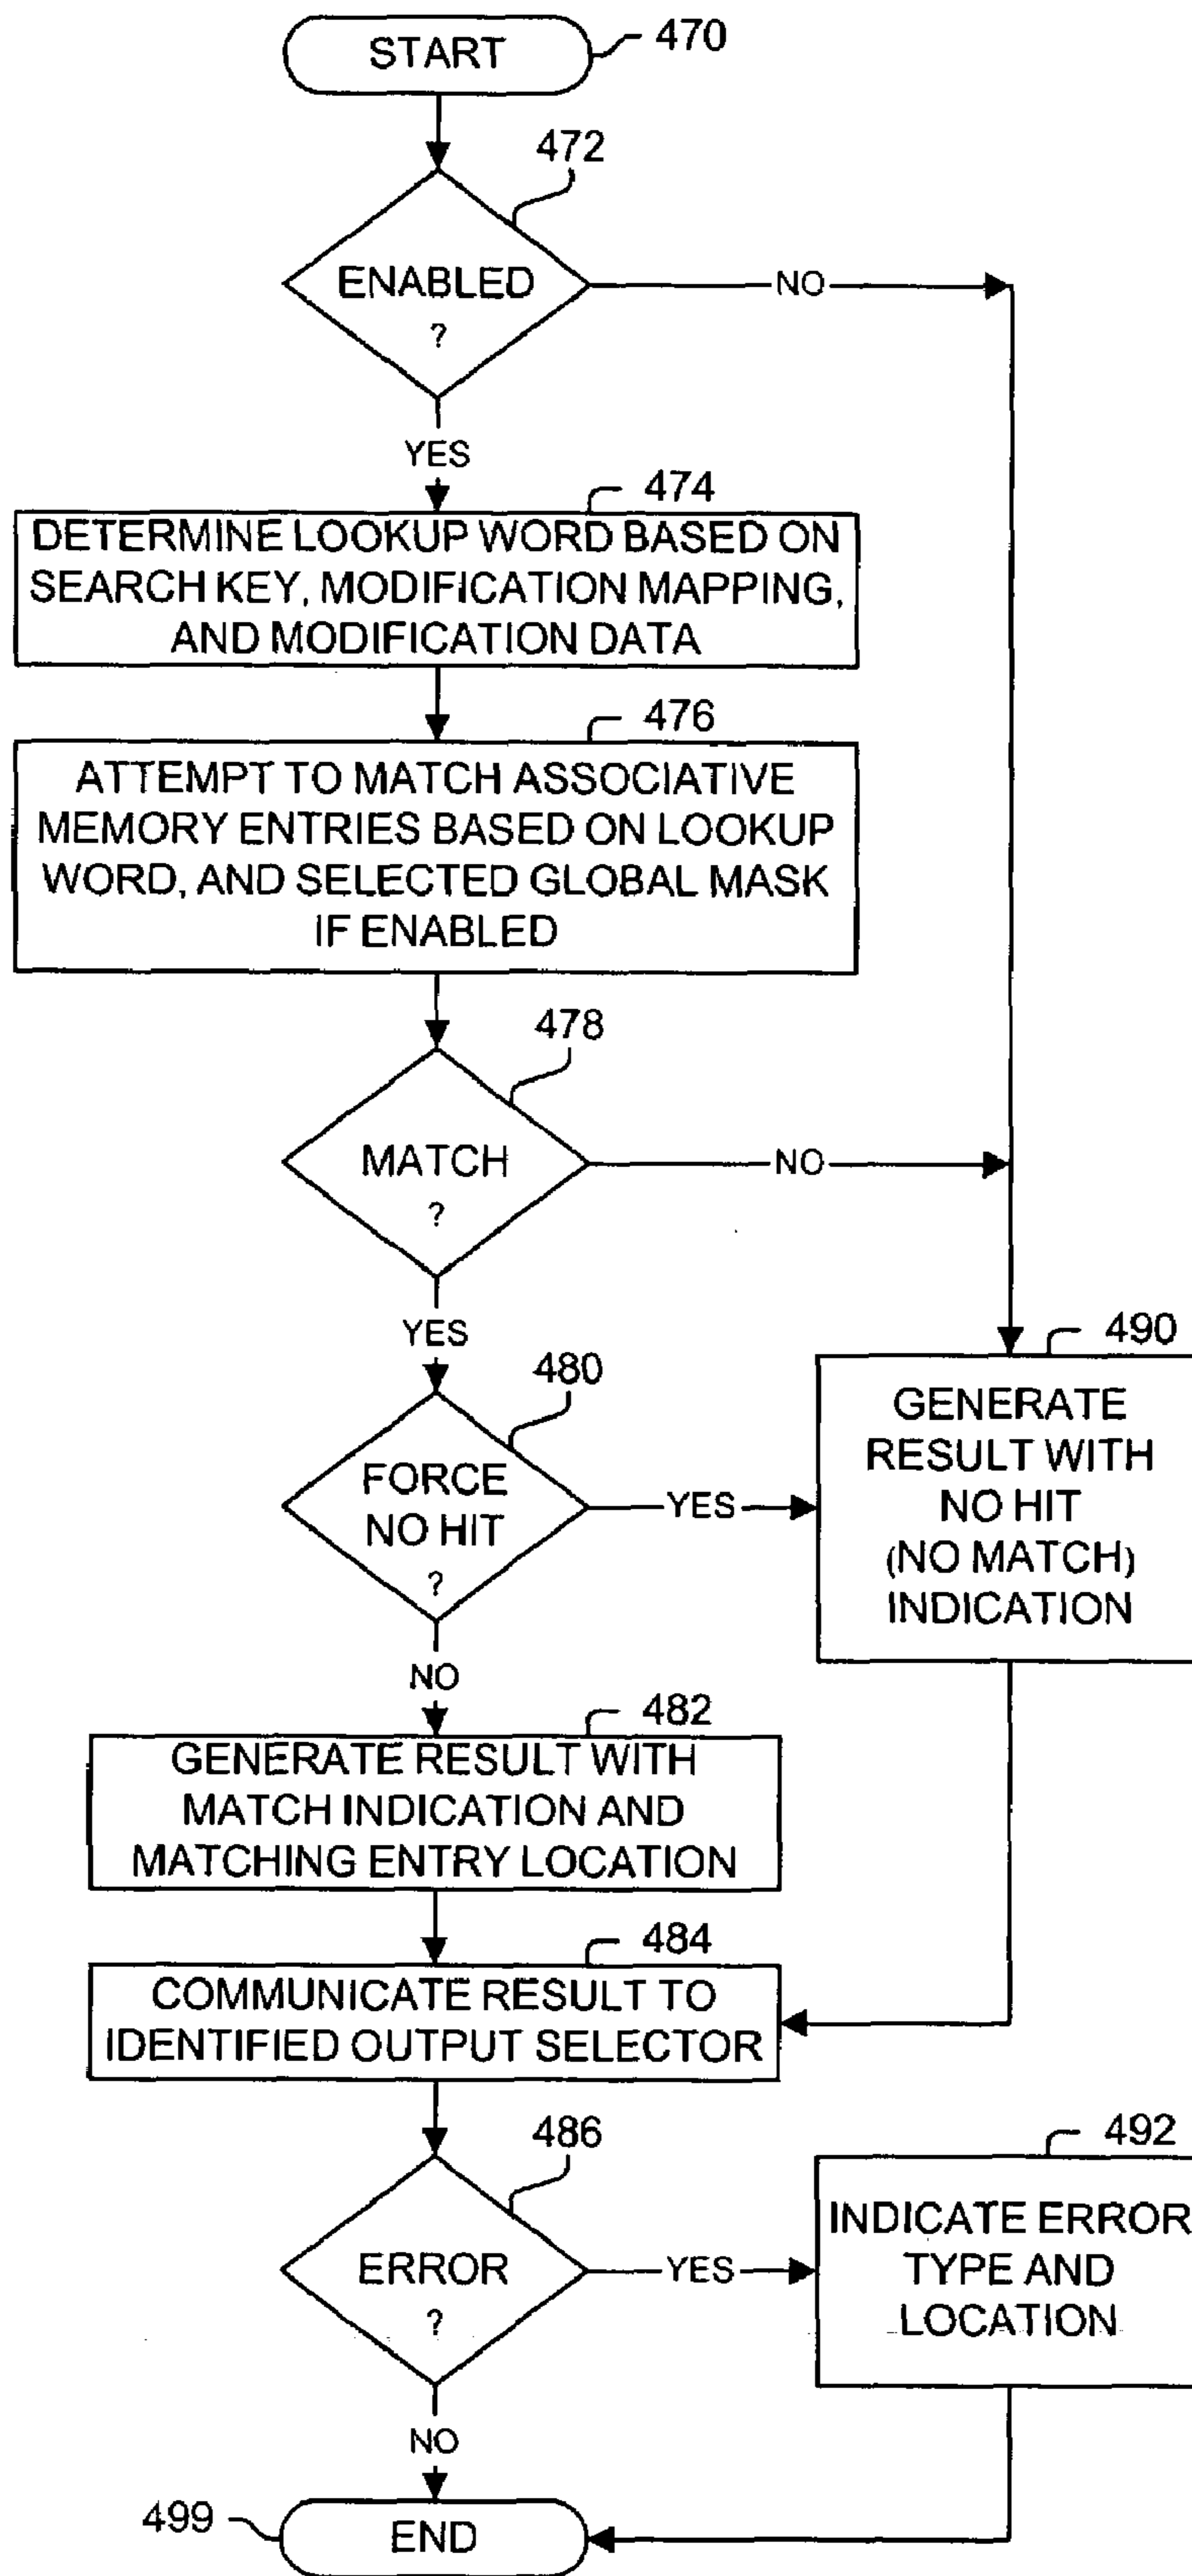 START
470
472
ENABLED
?
NO
YES
474
DETERMINE LOOKUP WORD BASED ON
SEARCH KEY, MODIFICATION MAPPING,
AND MODIFICATION DATA
476
ATTEMPT TO MATCH ASSOCIATIVE
MEMORY ENTRIES BASED ON LOOKUP
WORD, AND SELECTED GLOBAL MASK
IF ENABLED
478
MATCH
?
NO
YES
480
FORCE
NO HIT
?
YES
490
GENERATE
RESULT WITH
NO HIT
(NO MATCH)
INDICATION
NO
482
GENERATE RESULT WITH
MATCH INDICATION AND
MATCHING ENTRY LOCATION
484
COMMUNICATE RESULT TO
IDENTIFIED OUTPUT SELECTOR
486
ERROR
?
YES
492
INDICATE ERROR
TYPE AND
LOCATION
NO
499
END